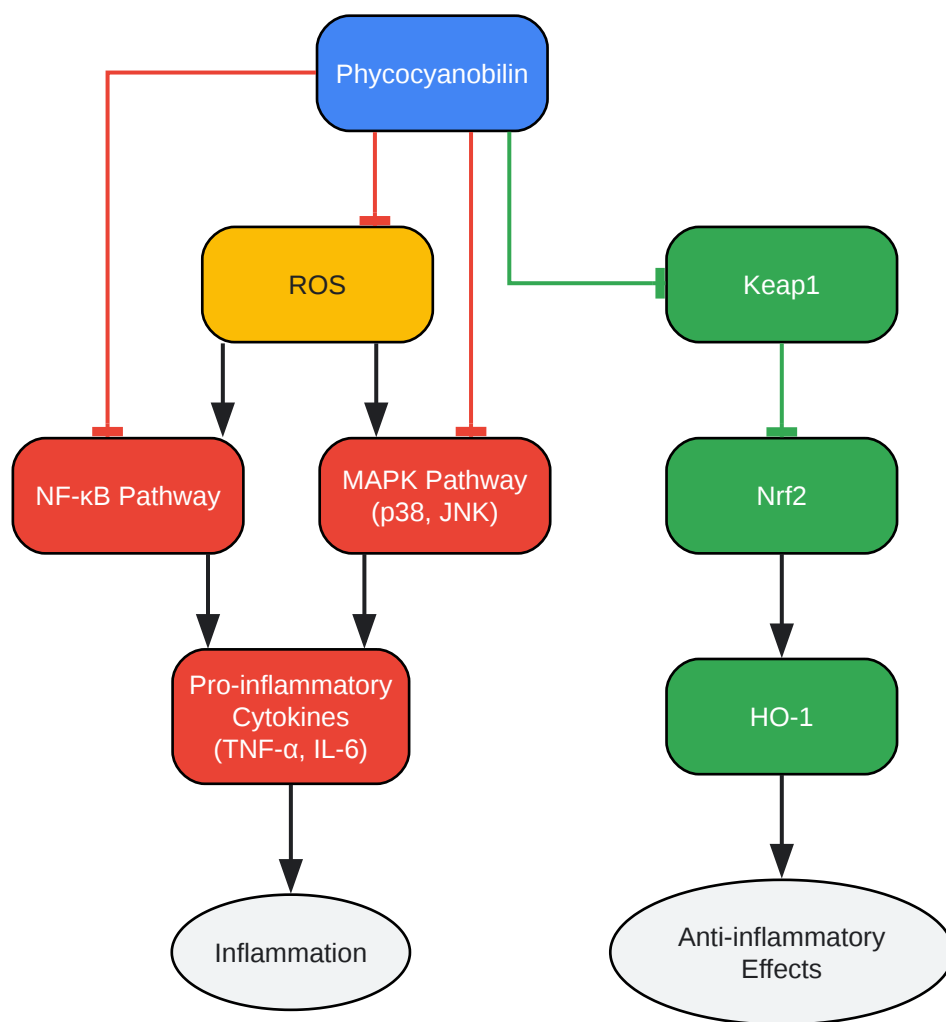 Phycocyanobilin
ROS
Keap1
NF-κB Pathway
MAPK Pathway
(p38, JNK)
Nrf2
Pro-inflammatory
Cytokines
(TNF-α, IL-6)
HO-1
Inflammation
Anti-inflammatory
Effects